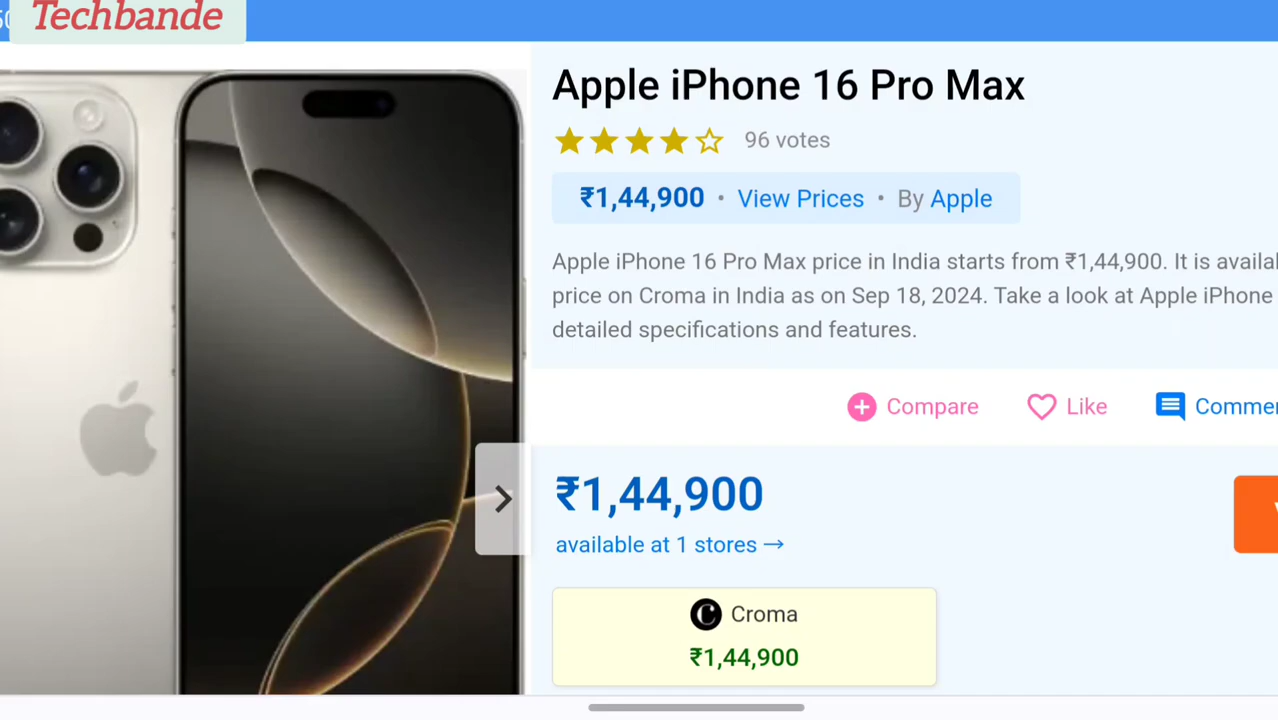 Techbande
Apple iPhone 16 Pro Max
96 votes
₹1,44,900 • View Prices • By Apple
Apple iPhone 16 Pro Max price in India starts from ₹1,44,900. It is
price on Croma in India as on Sep 18, 2024. Take a look at Apple iPhone
detailed specifications and features.
Compare Like
₹1,44,900
available at 1 stores →
Croma
₹1,44,900